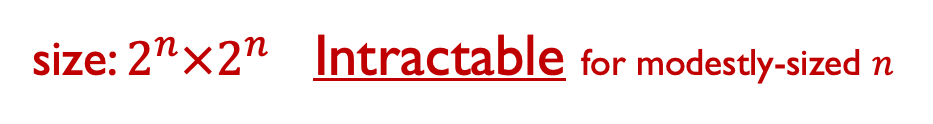 size: 2ⁿ×2ⁿ Intractable for modestly-sized n